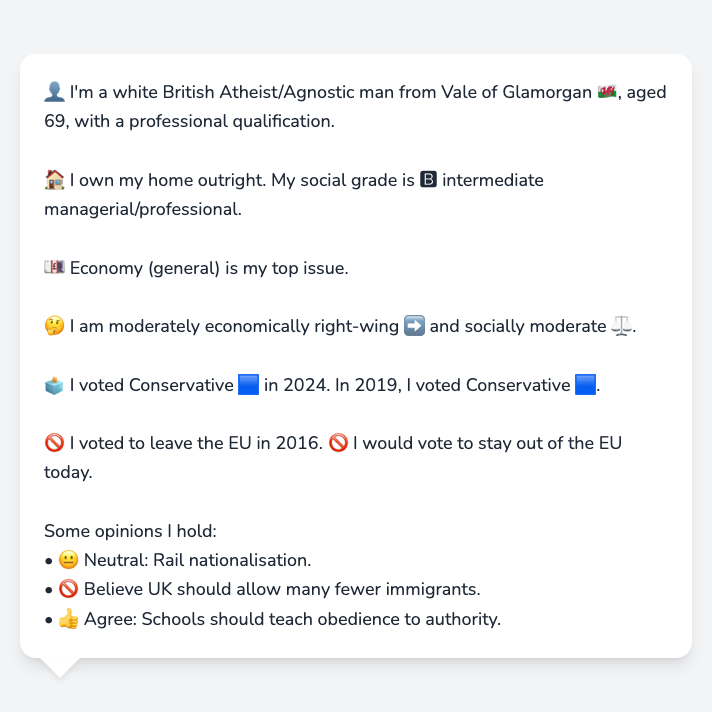 👤 I'm a white British Atheist/Agnostic man from Vale of Glamorgan 🏴󠁧󠁢󠁷󠁬󠁳󠁿, aged
69, with a professional qualification.
🏠 I own my home outright. My social grade is 🅱 intermediate
managerial/professional.
💷 Economy (general) is my top issue.
🤔 I am moderately economically right-wing ➡️ and socially moderate ⚖️.
🗳️ I voted Conservative 🟦 in 2024. In 2019, I voted Conservative 🟦.
🚫 I voted to leave the EU in 2016. 🚫 I would vote to stay out of the EU
today.
Some opinions I hold:
• 😐 Neutral: Rail nationalisation.
• 🚫 Believe UK should allow many fewer immigrants.
• 👍 Agree: Schools should teach obedience to authority.